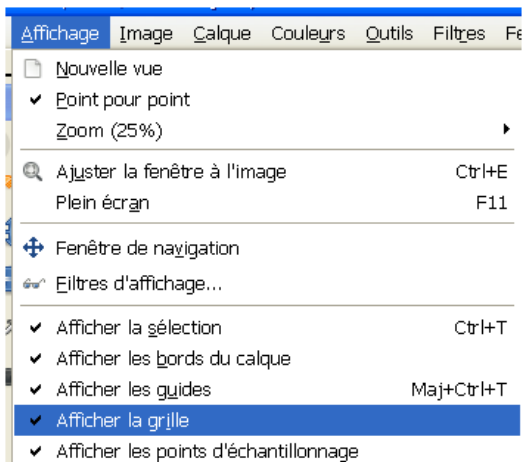 Affichage Image Calque Couleurs Outils Filtres Fe
Nouvelle vue
Point pour point
Zoom (25%)
Ajuster la fenêtre à l'image Ctrl+E
Plein écran F11
Fenêtre de navigation
Filtres d'affichage...
Afficher la sélection Ctrl+T
Afficher les bords du calque
Afficher les guides Maj+Ctrl+T
Afficher la grille
Afficher les points d'échantillonnage